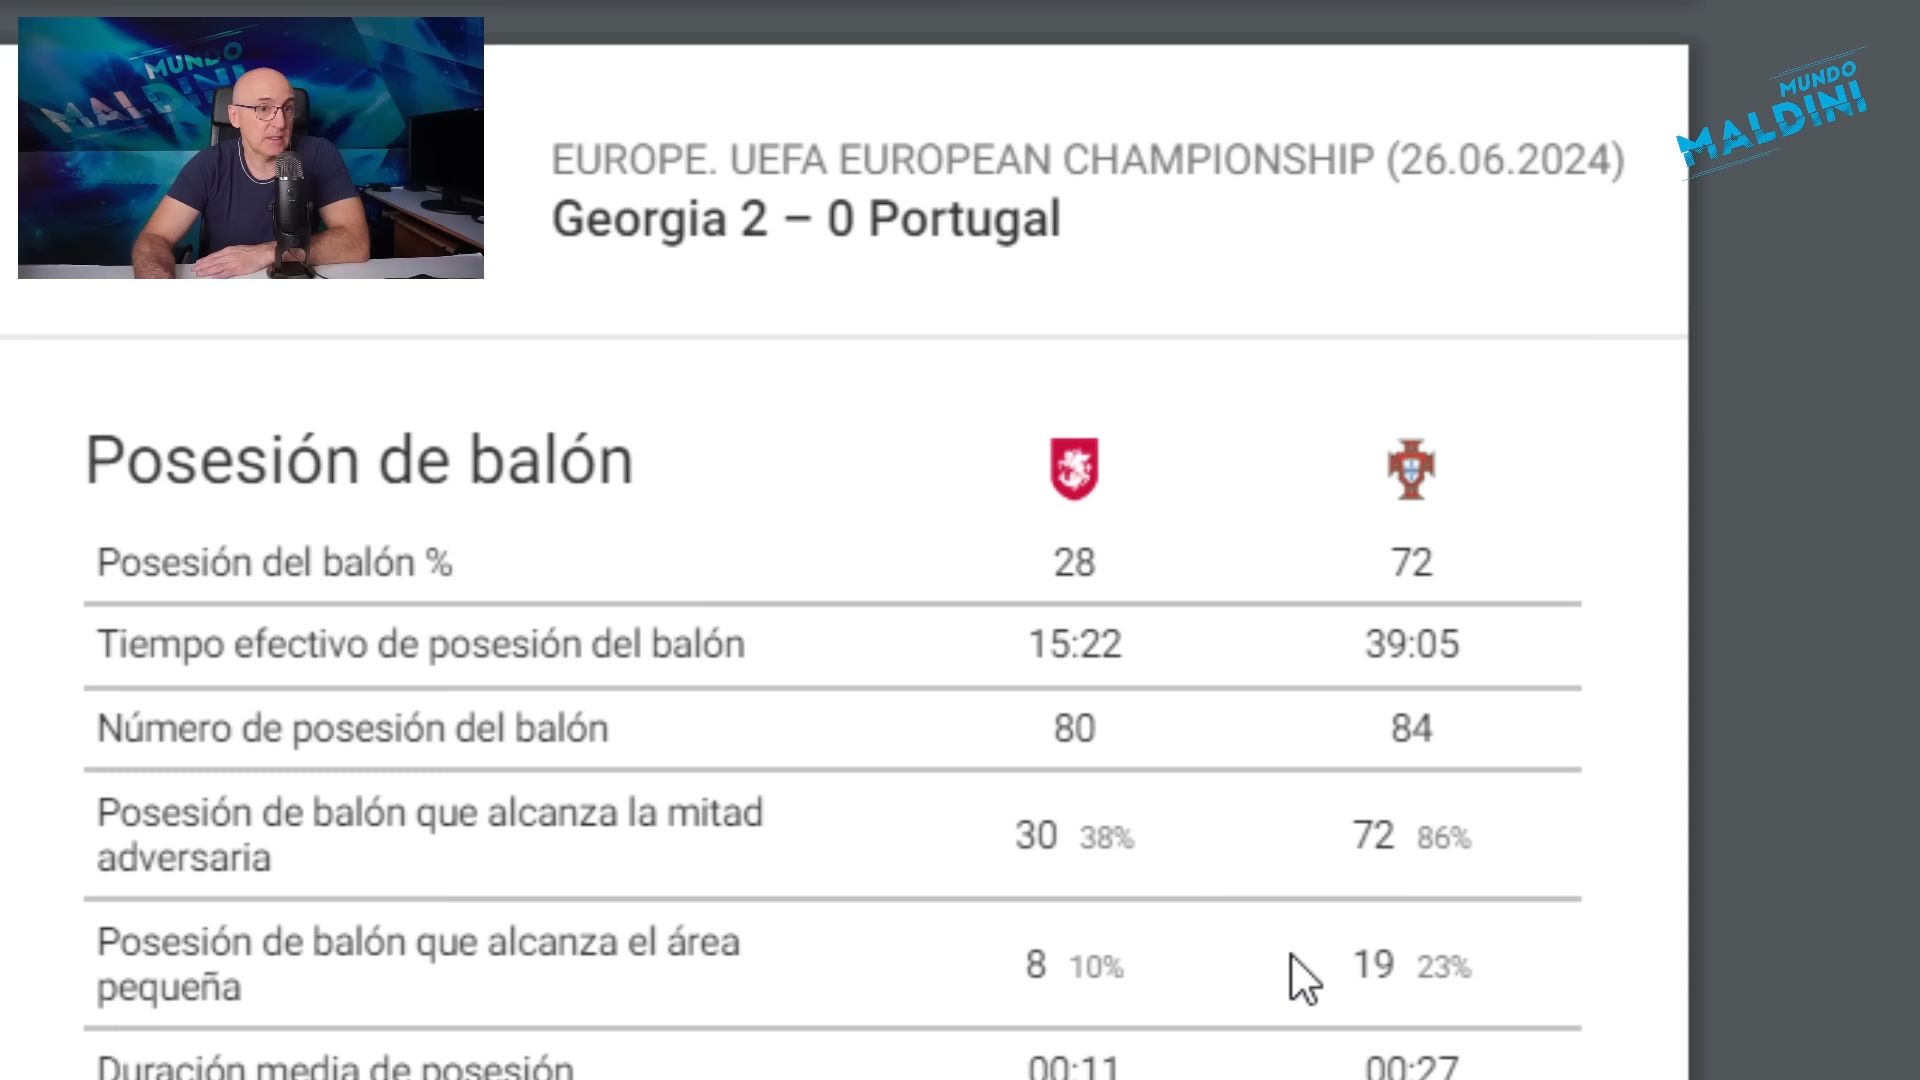 MUNDO
MALDINI
MUNDO
MALDINI
EUROPE. UEFA EUROPEAN CHAMPIONSHIP (26.06.2024)
Georgia 2 – 0 Portugal
Posesión de balón
Posesión del balón % 28 72
Tiempo efectivo de posesión del balón 15:22 39:05
Número de posesión del balón 80 84
Posesión de balón que alcanza la mitad
adversaria 30 38% 72 86%
Posesión de balón que alcanza el área
pequeña 8 10% 19 23%
Duración media de posesión 00:11 00:27